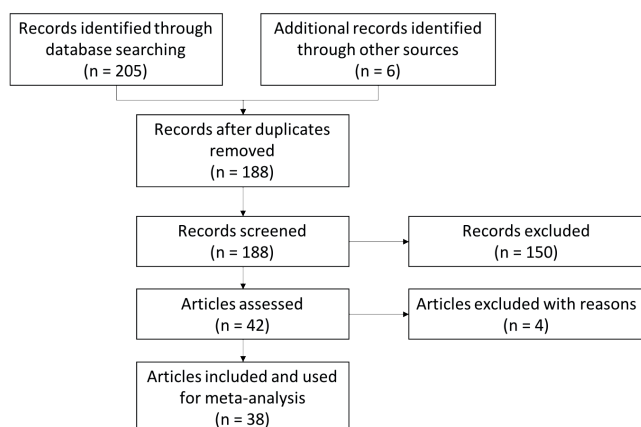 Records identified through
database searching
(n = 205)
Additional records identified
through other sources
(n = 6)
Records after duplicates
removed
(n = 188)
Records screened
(n = 188)
Records excluded
(n = 150)
Articles assessed
(n = 42)
Articles excluded with reasons
(n = 4)
Articles included and used
for meta-analysis
(n = 38)